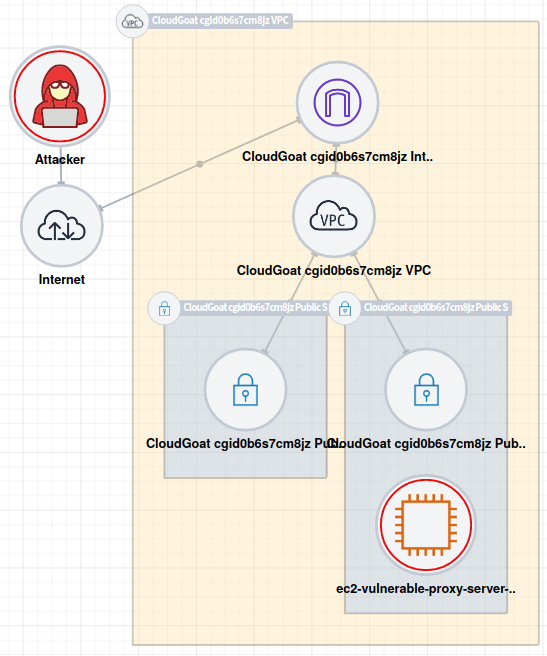 CloudGoat cgid0b6s7cm8jz VPC
Attacker
CloudGoat cgid0b6s7cm8jz Int..
Internet
VPC
CloudGoat cgid0b6s7cm8jz VPC
CloudGoat cgid0b6s7cm8jz Public S
CloudGoat cgid0b6s7cm8jz Public S
CloudGoat cgid0b6s7cm8jz Pub..
CloudGoat cgid0b6s7cm8jz Pub..
ec2-vulnerable-proxy-server-..